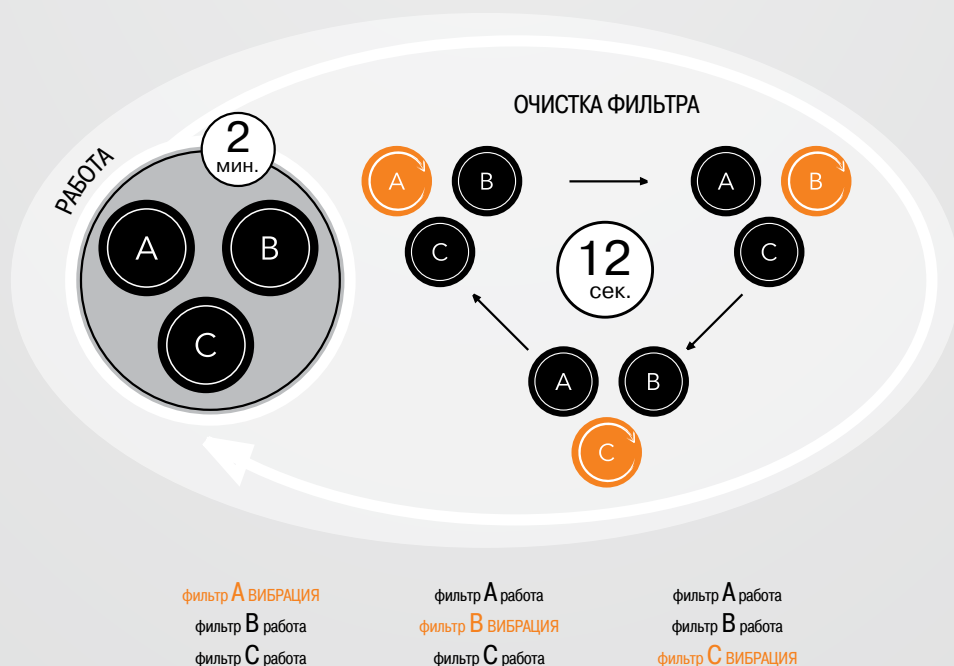 РАБОТА
2
мин.
A
B
C
ОЧИСТКА ФИЛЬТРА
A
B
C
A
B
C
12
сек.
A
B
C
фильтр A ВИБРАЦИЯ
фильтр B работа
фильтр C работа
фильтр A работа
фильтр B ВИБРАЦИЯ
фильтр C работа
фильтр A работа
фильтр B работа
фильтр C ВИБРАЦИЯ